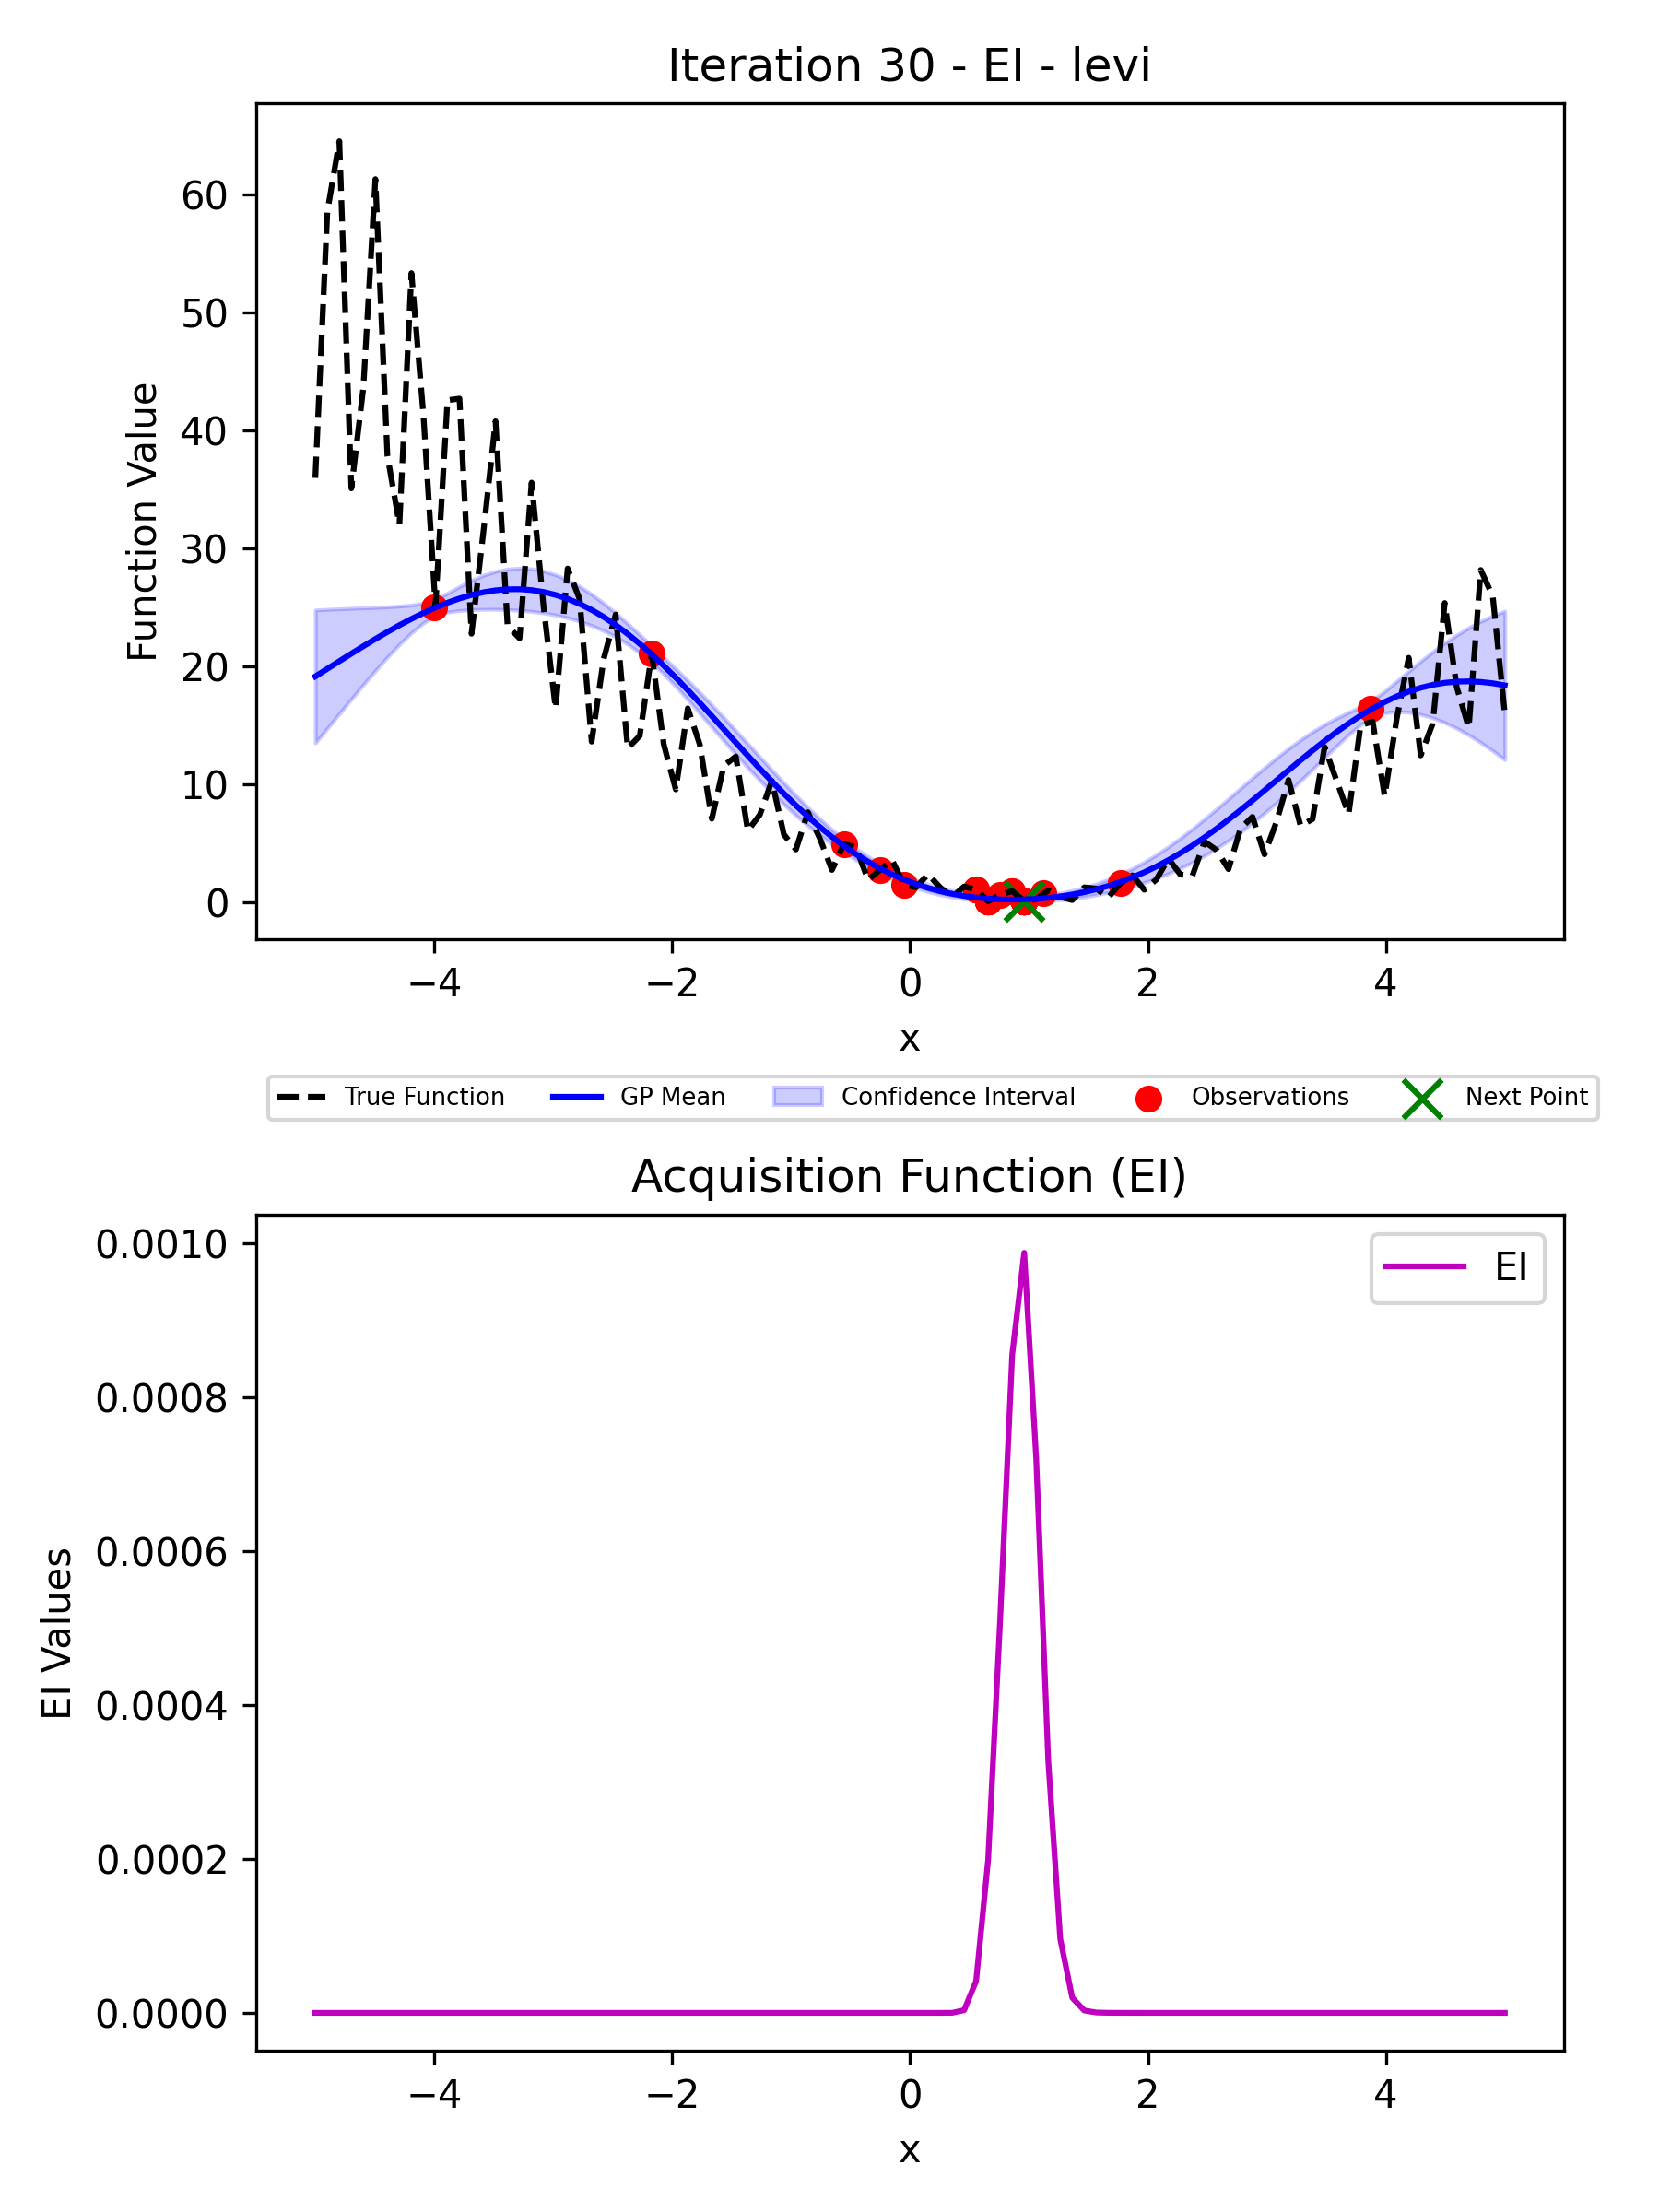 Iteration 30 - EI - levi
60
50
40
30
20
10
0
Function Value
−4 −2 0 2 4
x
True Function GP Mean Confidence Interval Observations Next Point
Acquisition Function (EI)
0.0010
0.0008
0.0006
0.0004
0.0002
0.0000
EI Values
EI
−4 −2 0 2 4
x